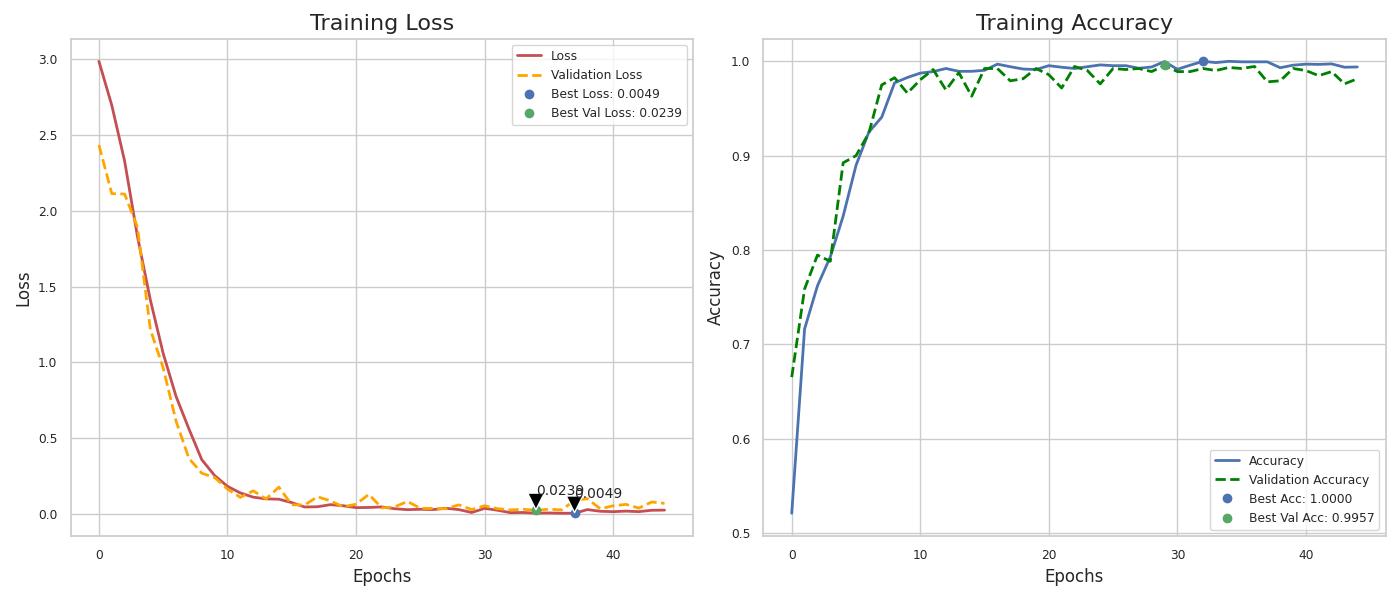 Training Loss
3.0
2.5
2.0
1.5
1.0
0.5
0.0
Loss
Loss
Validation Loss
Best Loss: 0.0049
Best Val Loss: 0.0239
0.0239
0.0049
0 10 20 30 40
Epochs
Training Accuracy
1.0
0.9
0.8
0.7
0.6
0.5
Accuracy
Accuracy
Validation Accuracy
Best Acc: 1.0000
Best Val Acc: 0.9957
0 10 20 30 40
Epochs